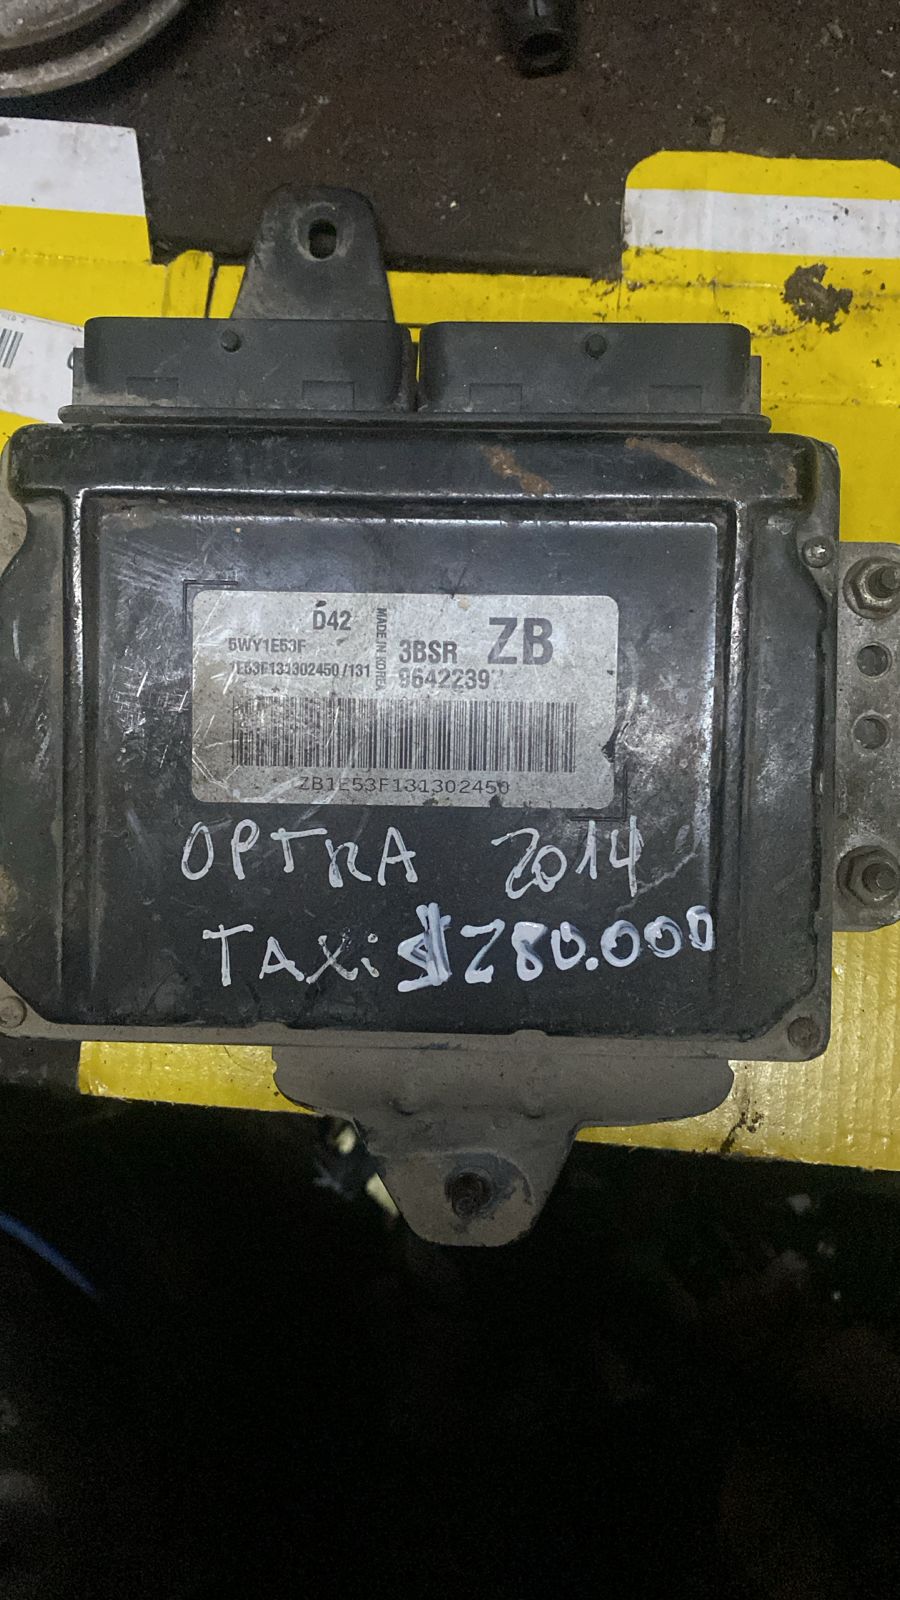 D42
5WY1E53F
1E53F131302450 /131
MADE IN KOREA
3BSR ZB
9642239
ZB1E53F131302450
OPTRA 2014
TAXi $280.000